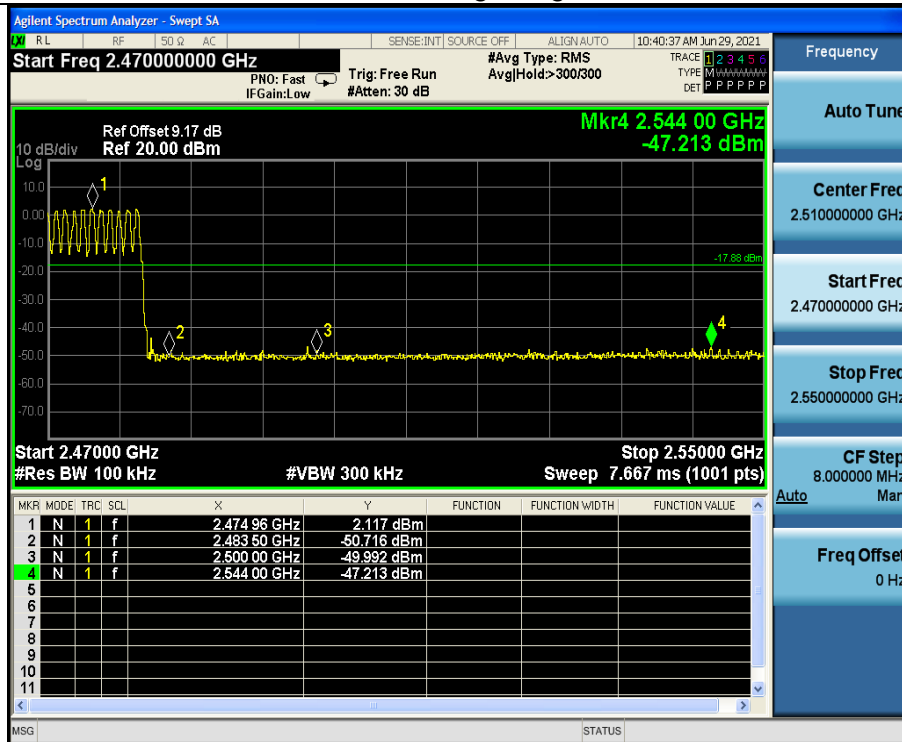 Agilent Spectrum Analyzer - Swept SA
LXI RL RF 50 Ω AC SENSE:INT SOURCE OFF ALIGN AUTO 10:40:37 AM Jun 29, 2021
Start Freq 2.470000000 GHz
#Avg Type: RMS
TRACE 1 2 3 4 5 6
PNO: Fast
Trig: Free Run
Avg|Hold:>300/300
TYPE M
IFGain:Low
#Atten: 30 dB
DET P P P P P P
Mkr4 2.544 00 GHz
-47.213 dBm
Ref Offset 9.17 dB
10 dB/div Ref 20.00 dBm
Log
10.0
0.00
-10.0
-20.0
-30.0
-40.0
-50.0
-60.0
-70.0
1
2
3
4
-17.88 dBm
Start 2.47000 GHz
Stop 2.55000 GHz
#Res BW 100 kHz #VBW 300 kHz Sweep 7.667 ms (1001 pts)
MKR MODE TRC SCL X Y FUNCTION FUNCTION WIDTH FUNCTION VALUE
1 N 1 f 2.474 96 GHz 2.117 dBm
2 N 1 f 2.483 50 GHz -50.716 dBm
3 N 1 f 2.500 00 GHz -49.992 dBm
4 N 1 f 2.544 00 GHz -47.213 dBm
5
6
7
8
9
10
11
MSG STATUS
Frequency
Auto Tune
Center Freq
2.510000000 GHz
Start Freq
2.470000000 GHz
Stop Freq
2.550000000 GHz
CF Step
8.000000 MHz
Auto Man
Freq Offset
0 Hz